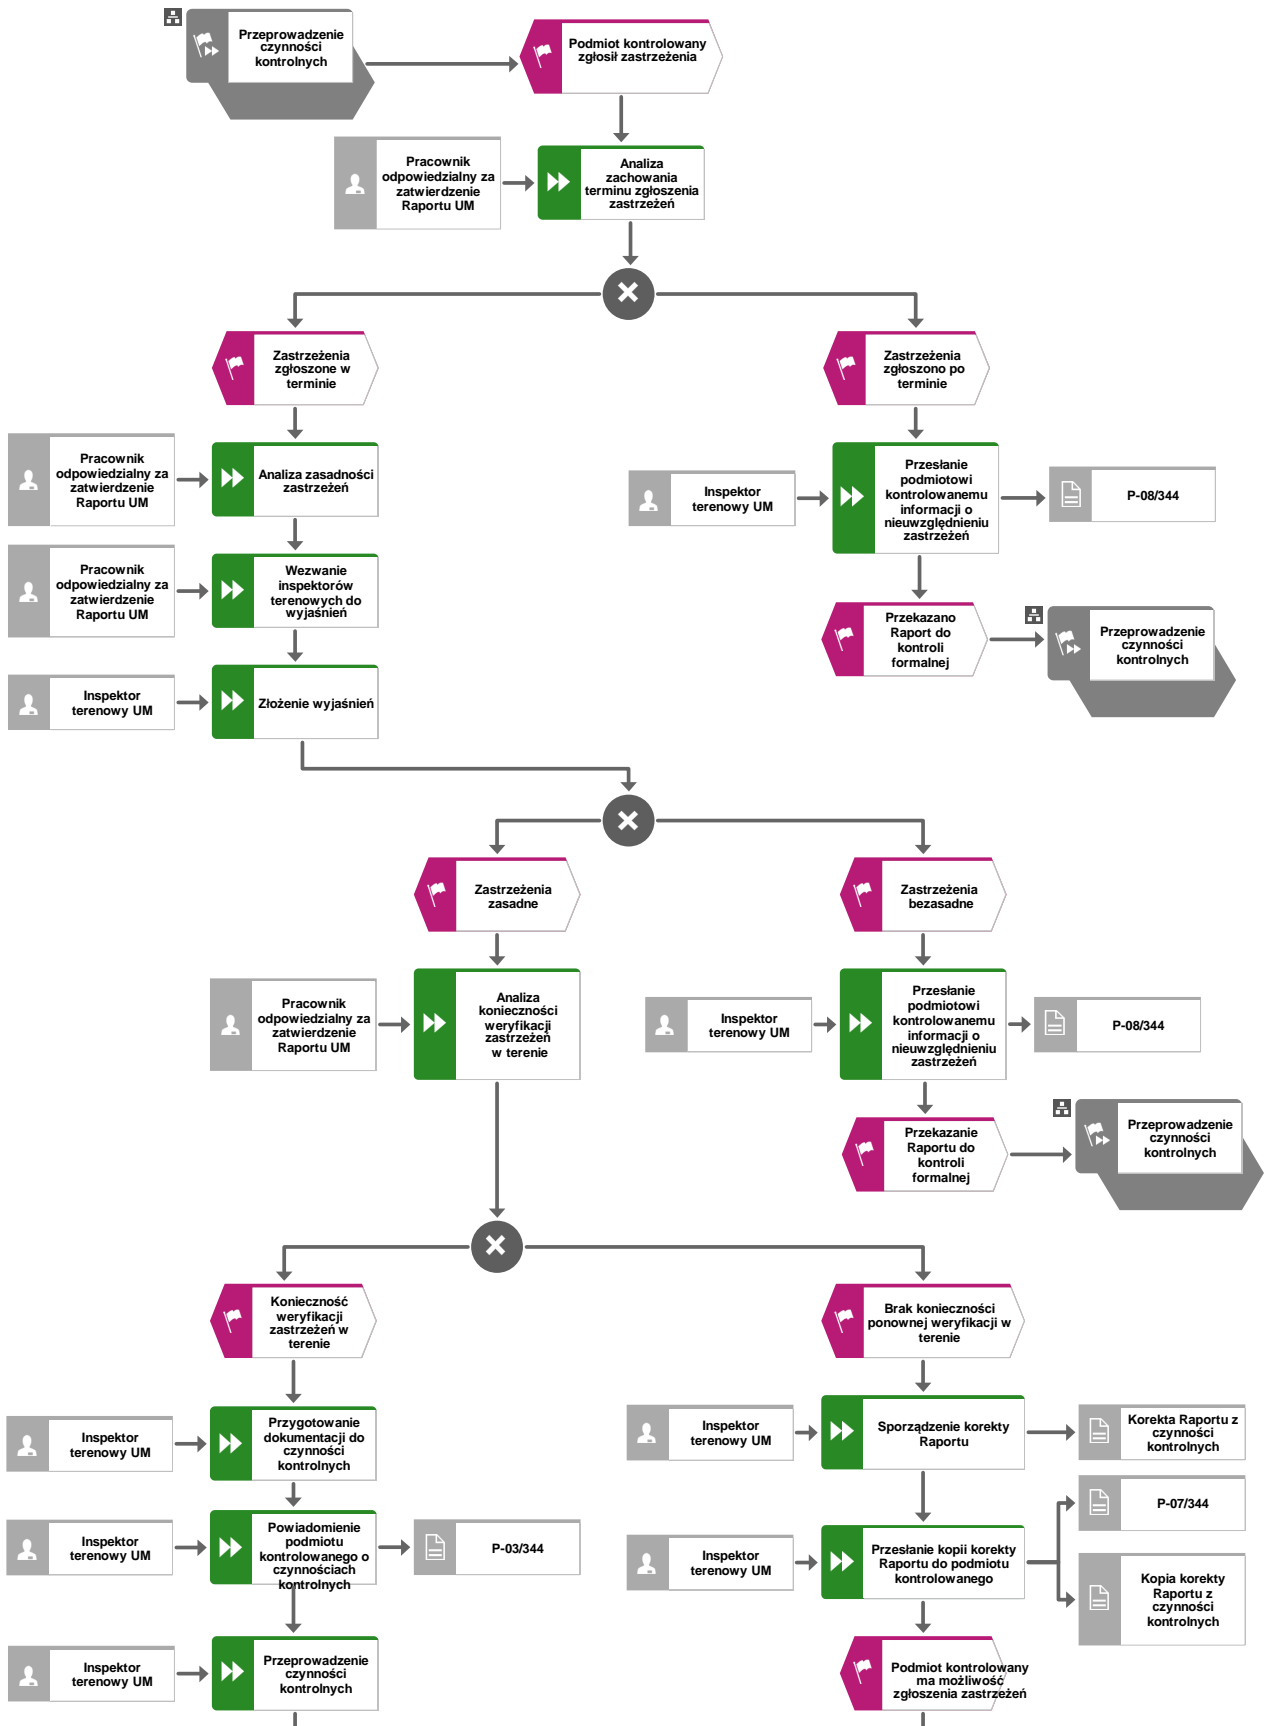 Przeprowadzenie
czynności
kontrolnych
Podmiot kontrolowany
zgłosił zastrzeżenia
Pracownik
odpowiedzialny za
zatwierdzenie
Raportu UM
Analiza
zachowania
terminu zgłoszenia
zastrzeżeń
Zastrzeżenia
zgłoszone w
terminie
Zastrzeżenia
zgłoszono po
terminie
Pracownik
odpowiedzialny za
zatwierdzenie
Raportu UM
Analiza zasadności
zastrzeżeń
Inspektor
terenowy UM
Przesłanie
podmiotowi
kontrolowanemu
informacji o
nieuwzględnieniu
zastrzeżeń
P-08/344
Pracownik
odpowiedzialny za
zatwierdzenie
Raportu UM
Wezwanie
inspektorów
terenowych do
wyjaśnień
Przekazano
Raport do
kontroli
formalnej
Przeprowadzenie
czynności
kontrolnych
Inspektor
terenowy UM
Złożenie wyjaśnień
Zastrzeżenia
zasadne
Zastrzeżenia
bezasadne
Pracownik
odpowiedzialny za
zatwierdzenie
Raportu UM
Analiza
konieczności
weryfikacji
zastrzeżeń
w terenie
Inspektor
terenowy UM
Przesłanie
podmiotowi
kontrolowanemu
informacji o
nieuwzględnieniu
zastrzeżeń
P-08/344
Przekazanie
Raportu do
kontroli
formalnej
Przeprowadzenie
czynności
kontrolnych
Konieczność
weryfikacji
zastrzeżeń w
terenie
Brak konieczności
ponownej weryfikacji w
terenie
Inspektor
terenowy UM
Przygotowanie
dokumentacji do
czynności
kontrolnych
Inspektor
terenowy UM
Sporządzenie korekty
Raportu
Korekta Raportu z
czynności
kontrolnych
Inspektor
terenowy UM
Powiadomienie
podmiotu
kontrolowanego o
czynnościach
kontrolnych
P-03/344
Inspektor
terenowy UM
Przesłanie kopii korekty
Raportu do podmiotu
kontrolowanego
P-07/344
Kopia korekty
Raportu z
czynności
kontrolnych
Inspektor
terenowy UM
Przeprowadzenie
czynności
kontrolnych
Podmiot kontrolowany
ma możliwość
zgłoszenia zastrzeżeń